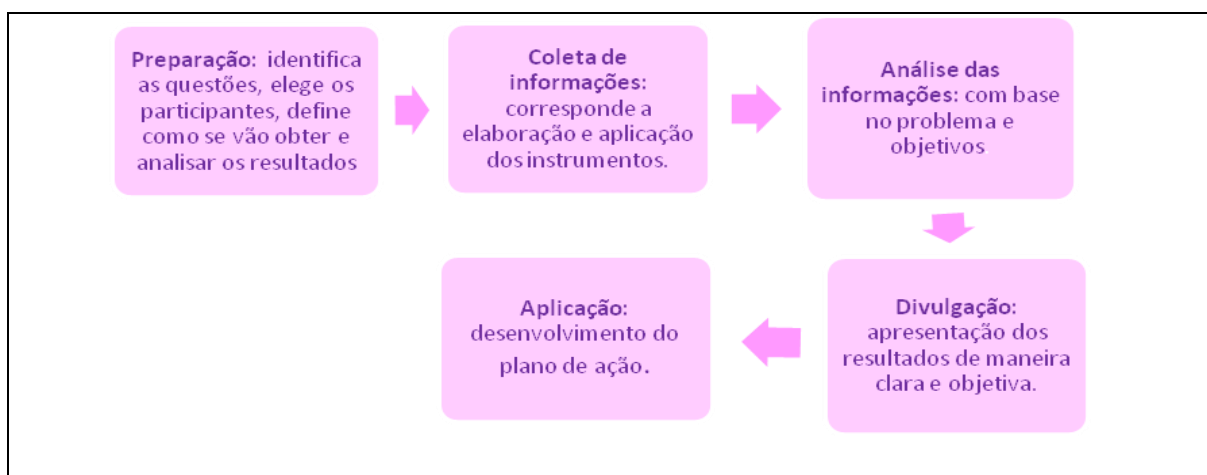 Preparação: identifica
as questões, elege os
participantes, define
como se vão obter e
analisar os resultados
Coleta de
informações:
corresponde a
elaboração e aplicação
dos instrumentos.
Análise das
informações: com base
no problema e
objetivos
Divulgação:
apresentação dos
resultados de maneira
clara e objetiva.
Aplicação:
desenvolvimento do
plano de ação.